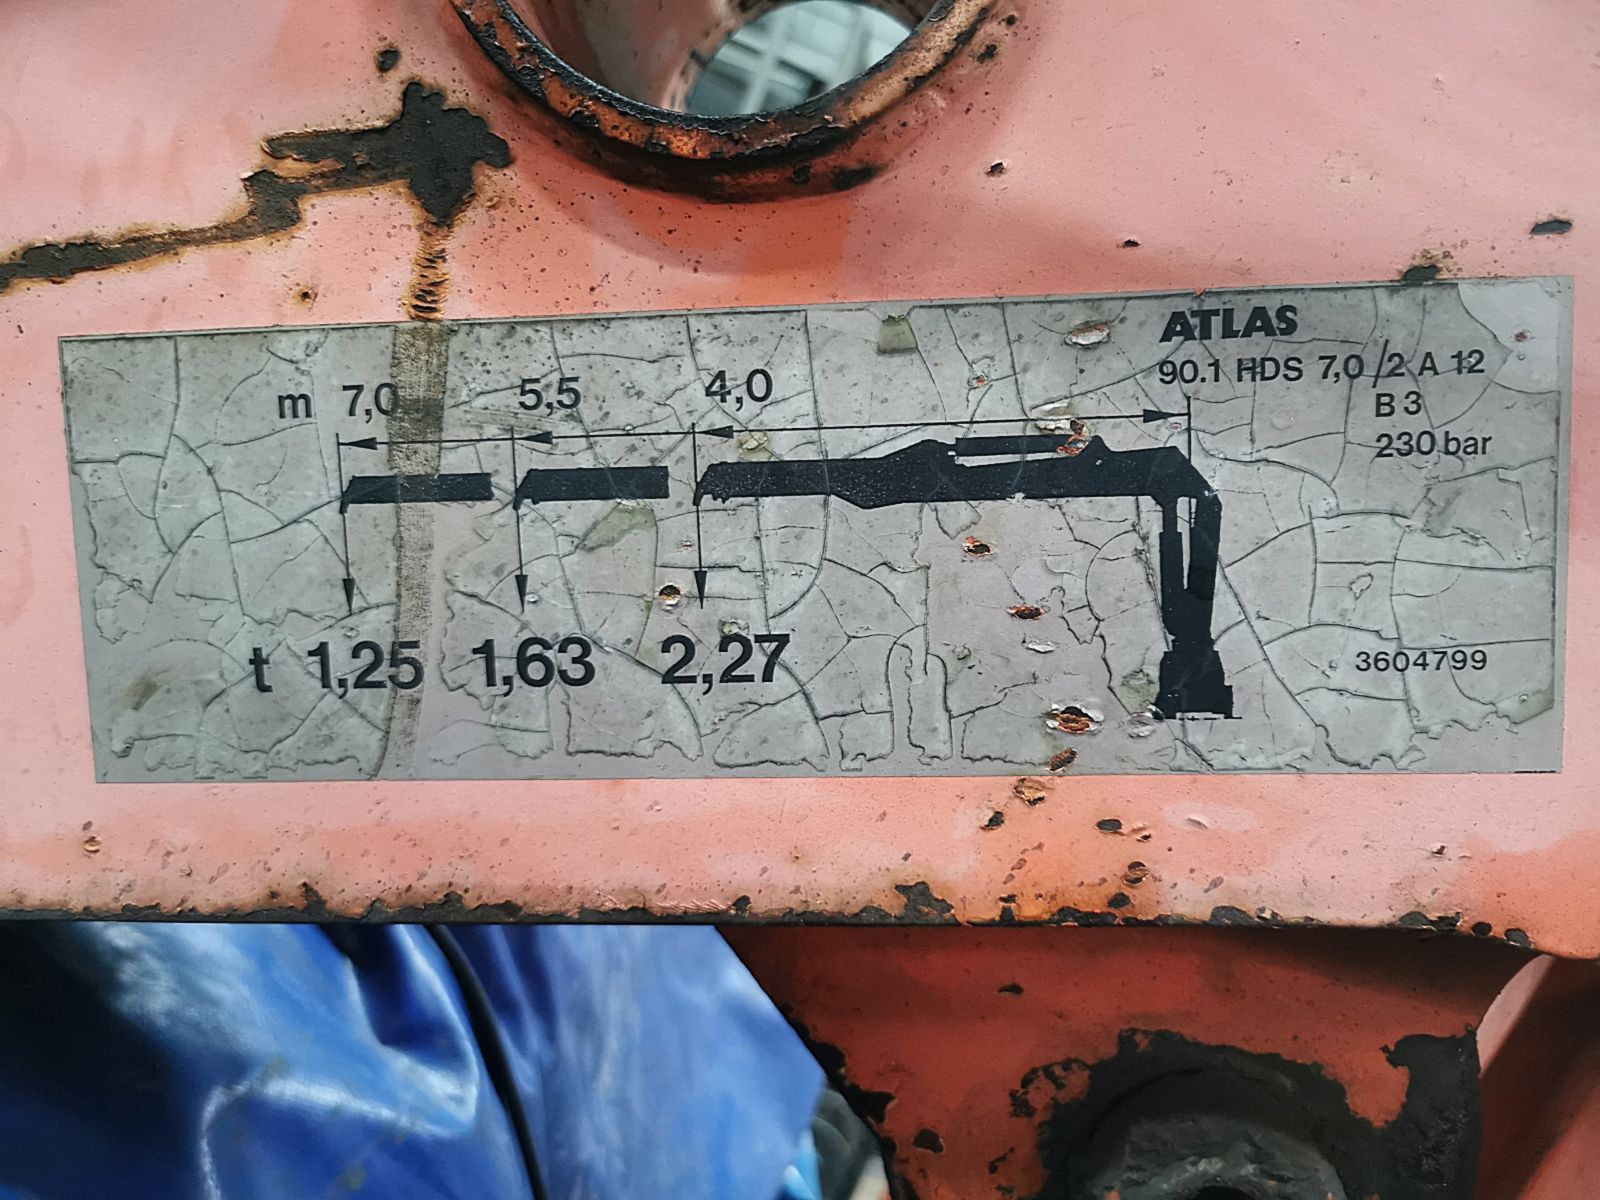 ATLAS
90.1 HDS 7,0/2 A 12
B 3
230 bar
m 7,0 5,5 4,0
t 1,25 1,63 2,27
3604799